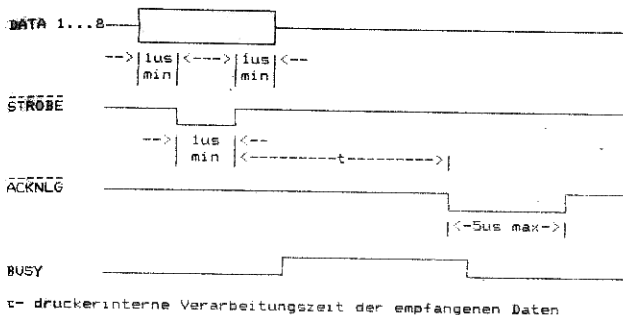 DATA 1...8
-->|1us|<--->|1us|<--
min min
STROBE
-->| 1us |<--
min |<---------t--------->|
ACKNLG
|<-5us max->|
BUSY
t- druckerinterne Verarbeitungszeit der empfangenen Daten